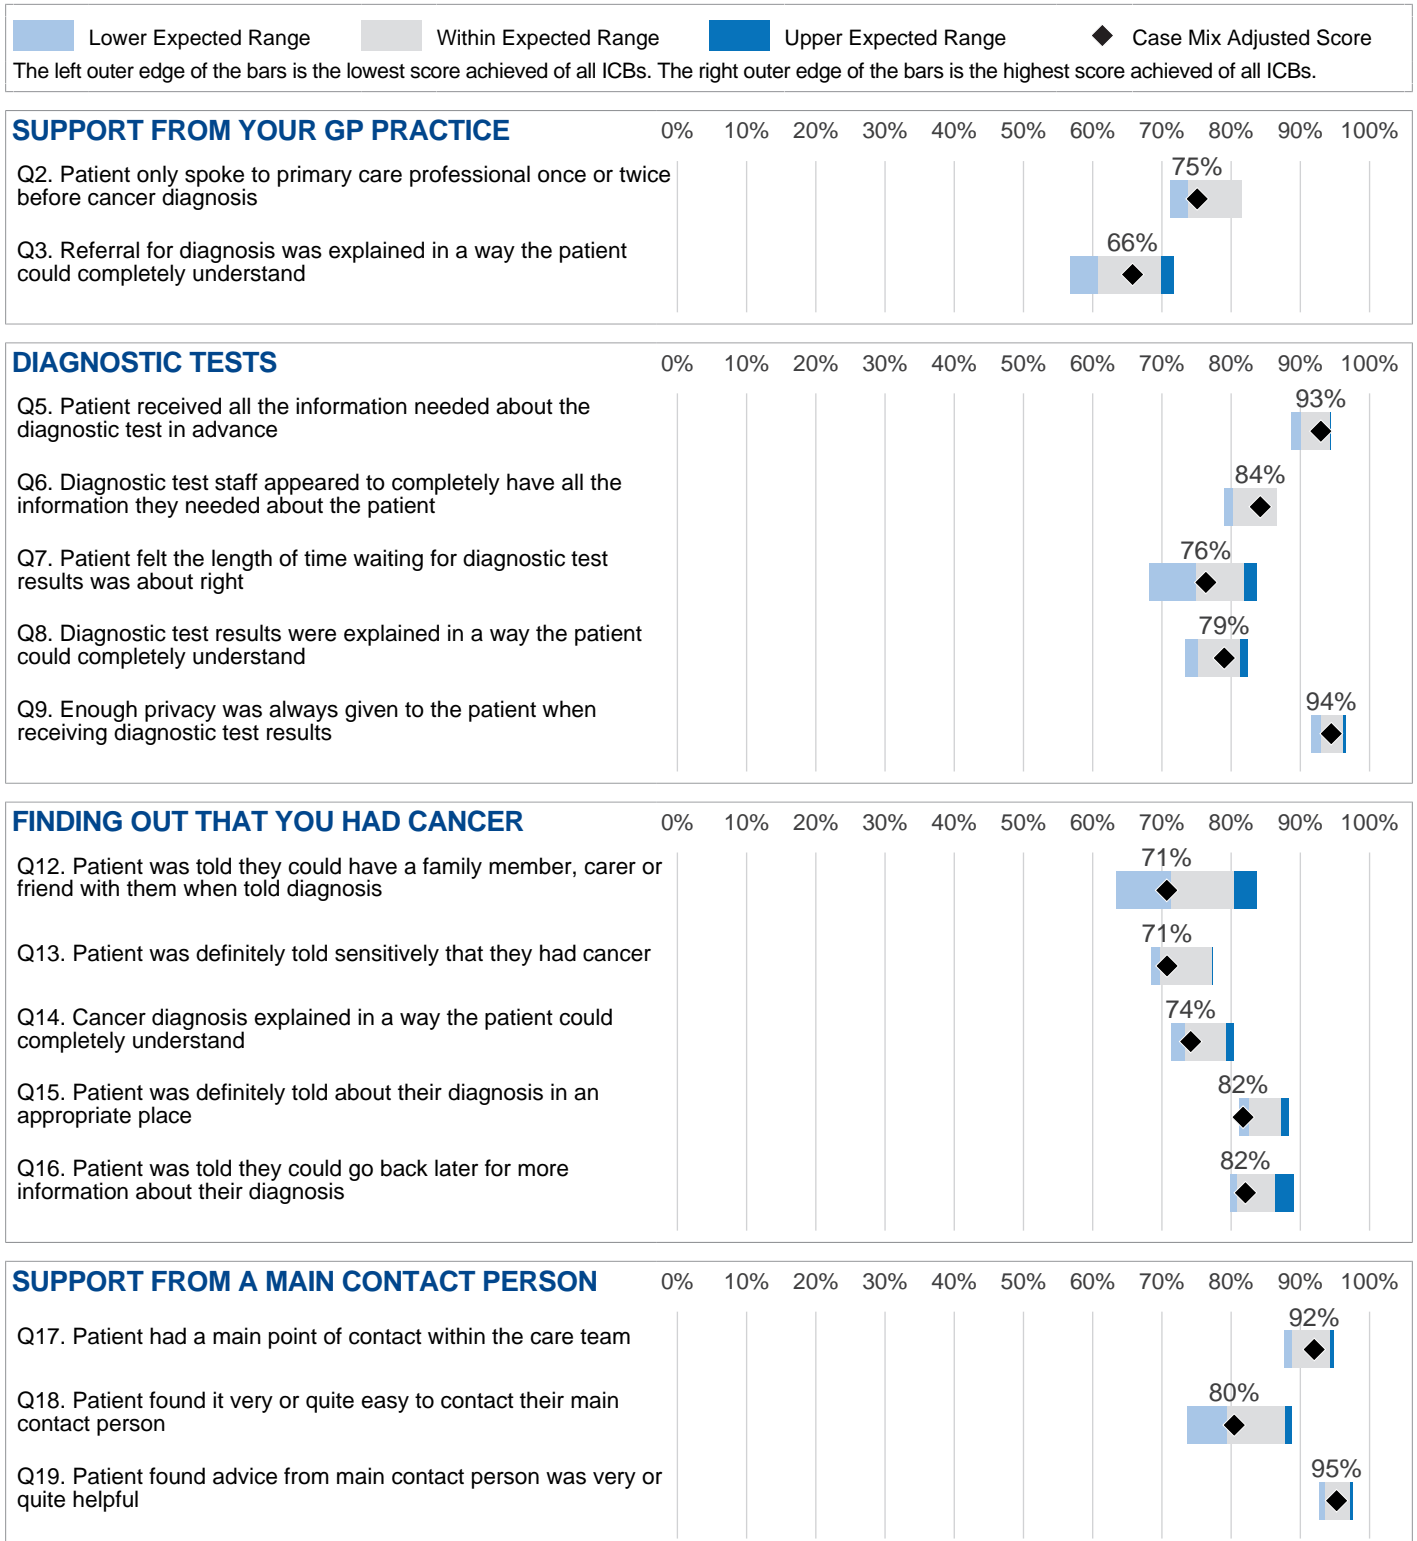 Lower Expected Range Within Expected Range Upper Expected Range Case Mix Adjusted Score
The left outer edge of the bars is the lowest score achieved of all ICBs. The right outer edge of the bars is the highest score achieved of all ICBs.
SUPPORT FROM YOUR GP PRACTICE 0% 10% 20% 30% 40% 50% 60% 70% 80% 90% 100%
75%
Q2. Patient only spoke to primary care professional once or twice
before cancer diagnosis
66%
Q3. Referral for diagnosis was explained in a way the patient
could completely understand
DIAGNOSTIC TESTS 0% 10% 20% 30% 40% 50% 60% 70% 80% 90% 100%
93%
Q5. Patient received all the information needed about the
diagnostic test in advance
84%
Q6. Diagnostic test staff appeared to completely have all the
information they needed about the patient
76%
Q7. Patient felt the length of time waiting for diagnostic test
results was about right
79%
Q8. Diagnostic test results were explained in a way the patient
could completely understand
94%
Q9. Enough privacy was always given to the patient when
receiving diagnostic test results
FINDING OUT THAT YOU HAD CANCER 0% 10% 20% 30% 40% 50% 60% 70% 80% 90% 100%
71%
Q12. Patient was told they could have a family member, carer or
friend with them when told diagnosis
71%
Q13. Patient was definitely told sensitively that they had cancer
74%
Q14. Cancer diagnosis explained in a way the patient could
completely understand
82%
Q15. Patient was definitely told about their diagnosis in an
appropriate place
82%
Q16. Patient was told they could go back later for more
information about their diagnosis
SUPPORT FROM A MAIN CONTACT PERSON 0% 10% 20% 30% 40% 50% 60% 70% 80% 90% 100%
92%
Q17. Patient had a main point of contact within the care team
80%
Q18. Patient found it very or quite easy to contact their main
contact person
95%
Q19. Patient found advice from main contact person was very or
quite helpful